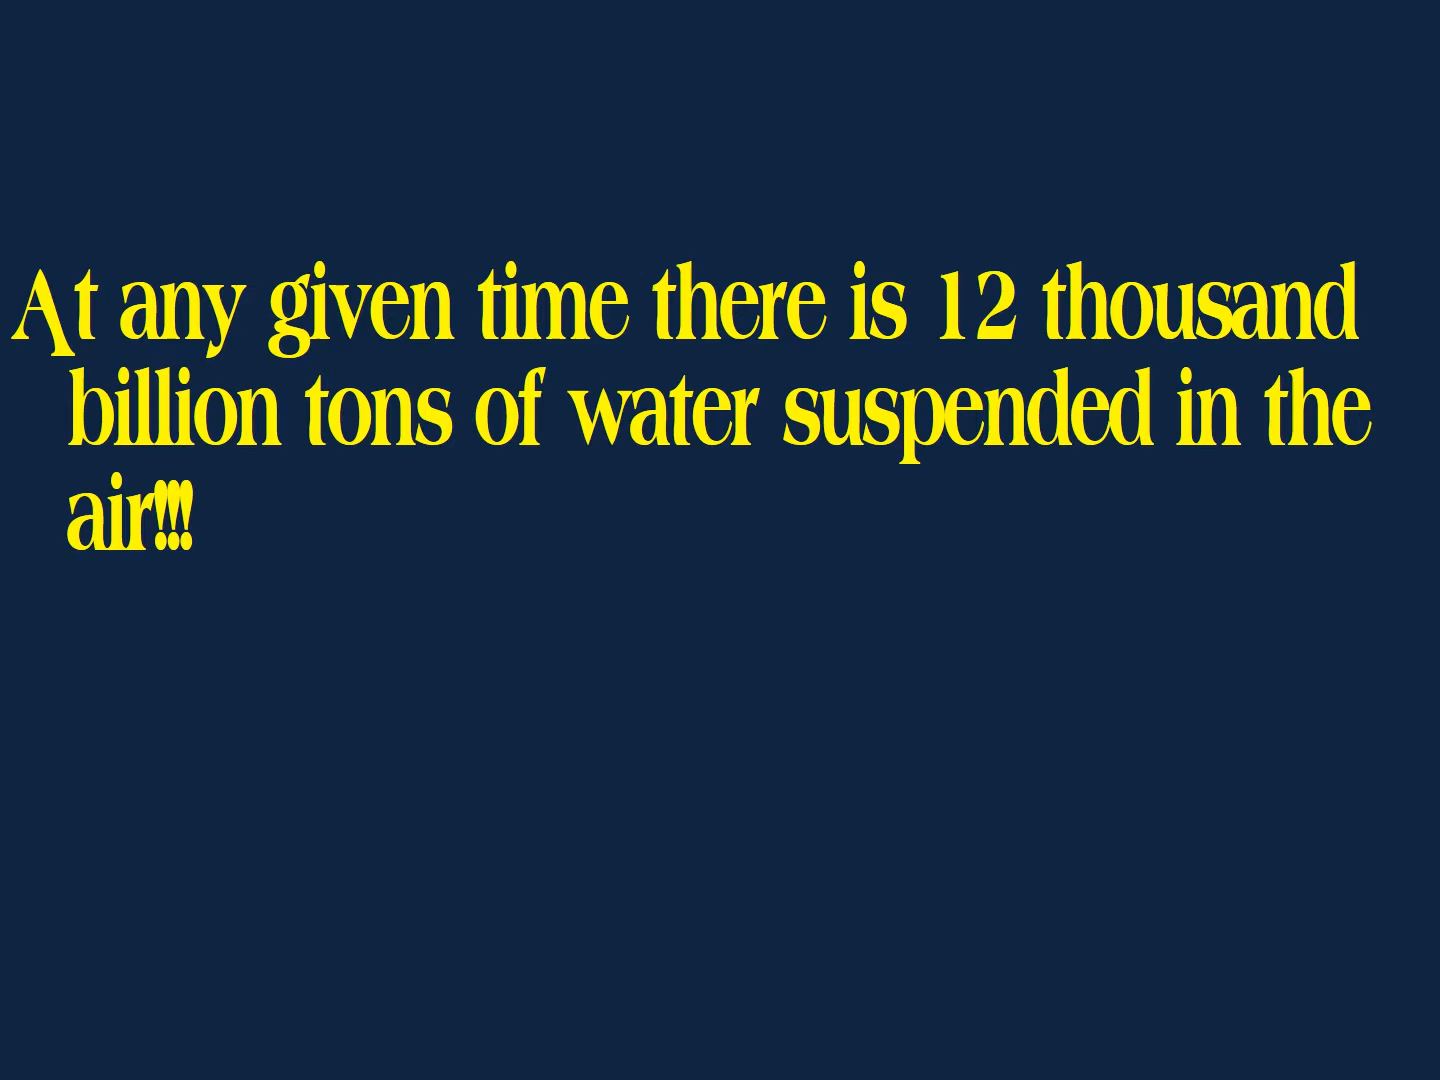 At any given time there is 12 thousand
billion tons of water suspended in the
air!!!